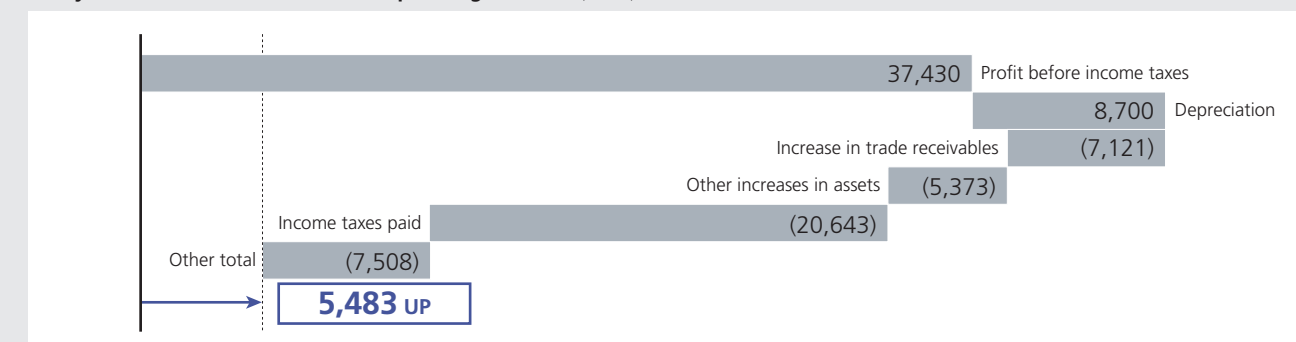 37,430 Profit before income taxes
8,700 Depreciation
Increase in trade receivables (7,121)
Other increases in assets (5,373)
Income taxes paid (20,643)
Other total (7,508)
5,483 UP